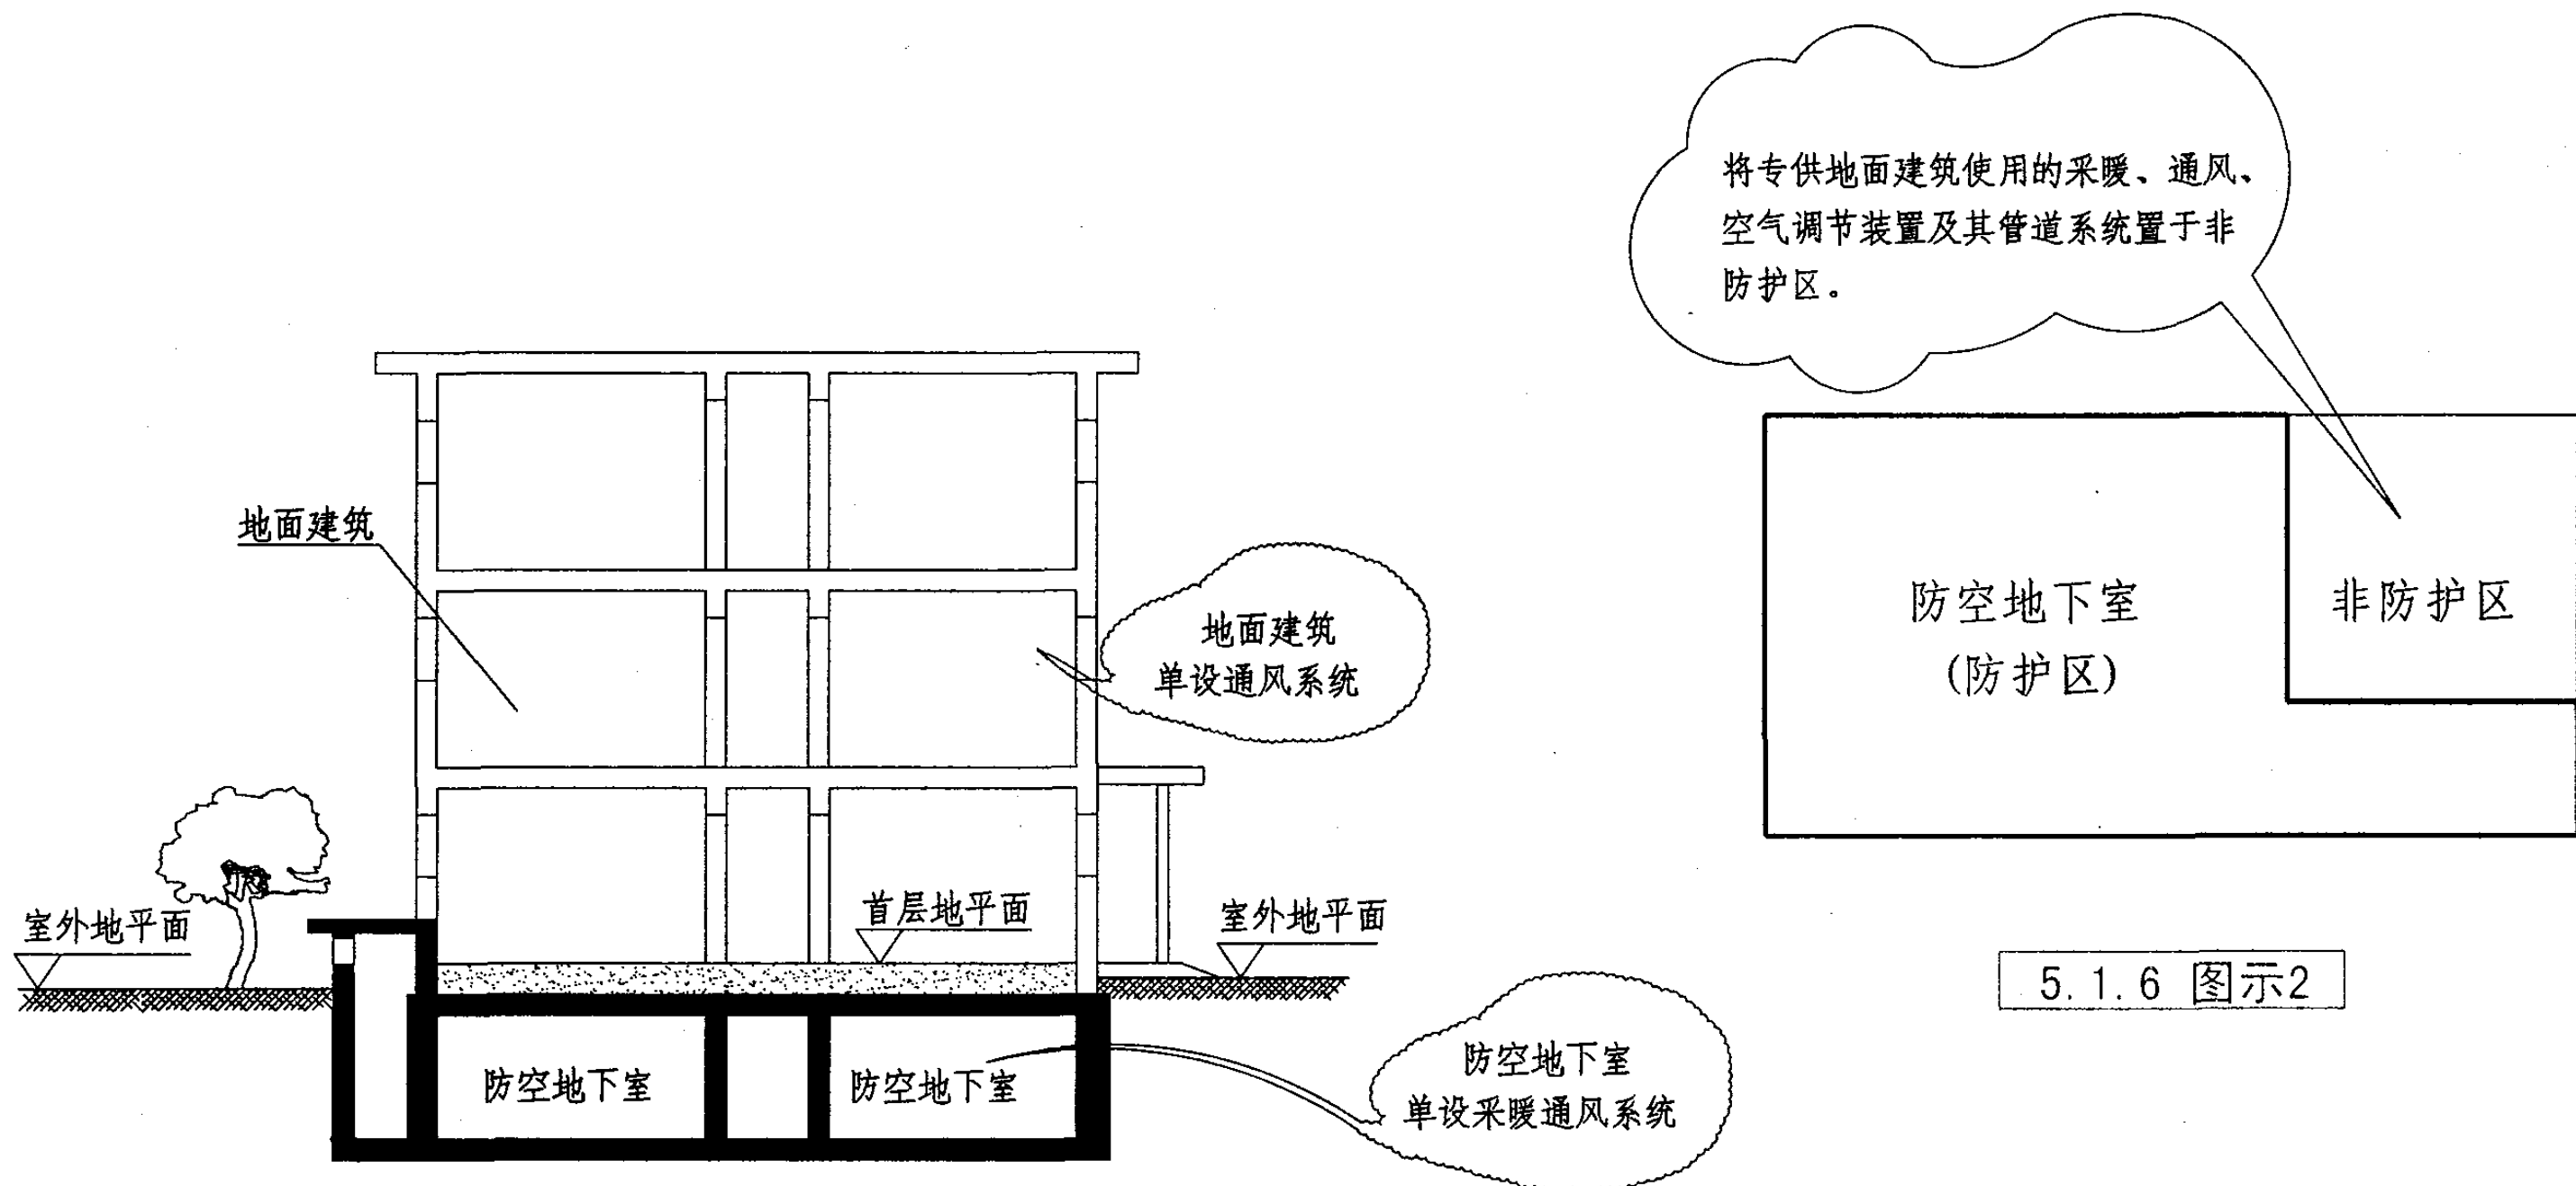 将专供地面建筑使用的采暖、通风、
空气调节装置及其管道系统置于非
防护区。
地面建筑
地面建筑
单设通风系统
防空地下室
(防护区)
非防护区
室外地平面
首层地平面
室外地平面
5.1.6 图示2
防空地下室
防空地下室
防空地下室
单设采暖通风系统